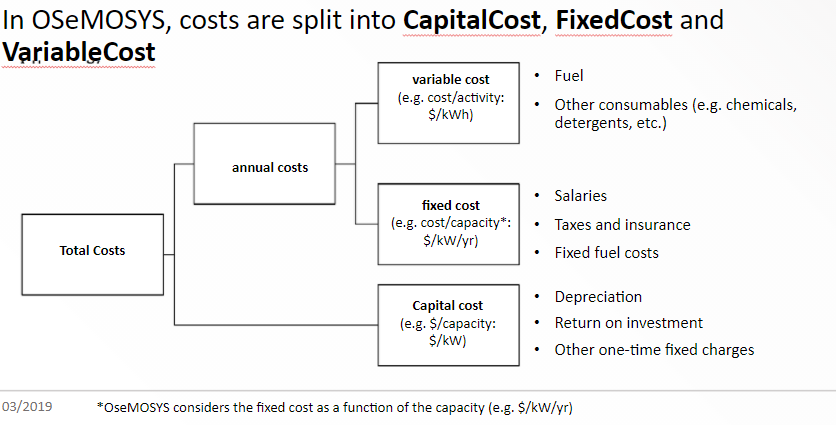 In OSeMOSYS, costs are split into CapitalCost, FixedCost and
VariableCost
variable cost
(e.g. cost/activity:
$/kWh)
• Fuel
• Other consumables (e.g. chemicals,
detergents, etc.)
annual costs
fixed cost
(e.g. cost/capacity*:
$/kW/yr)
• Salaries
• Taxes and insurance
• Fixed fuel costs
Total Costs
Capital cost
(e.g. $/capacity:
$/kW)
• Depreciation
• Return on investment
• Other one-time fixed charges
03/2019
*OseMOSYS considers the fixed cost as a function of the capacity (e.g. $/kW/yr)